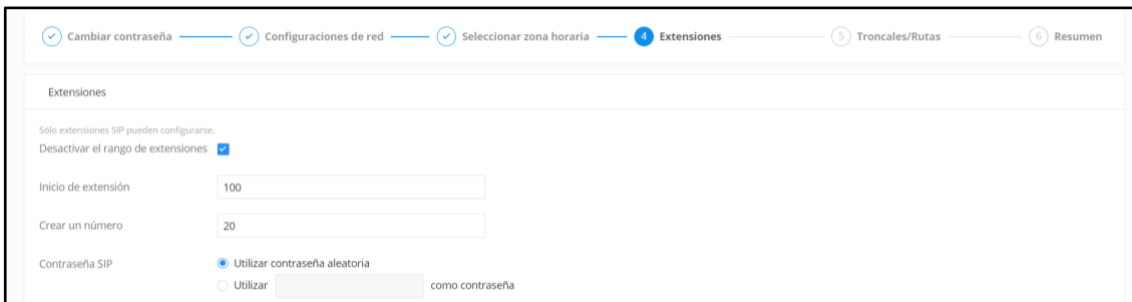 Cambiar contraseña Configuraciones de red Seleccionar zona horaria 4 Extensiones 5 Troncales/Rutas 6 Resumen
Extensiones
Sólo extensiones SIP pueden configurarse.
Desactivar el rango de extensiones
Inicio de extensión 100
Crear un número 20
Contraseña SIP Utilizar contraseña aleatoria
Utilizar como contraseña